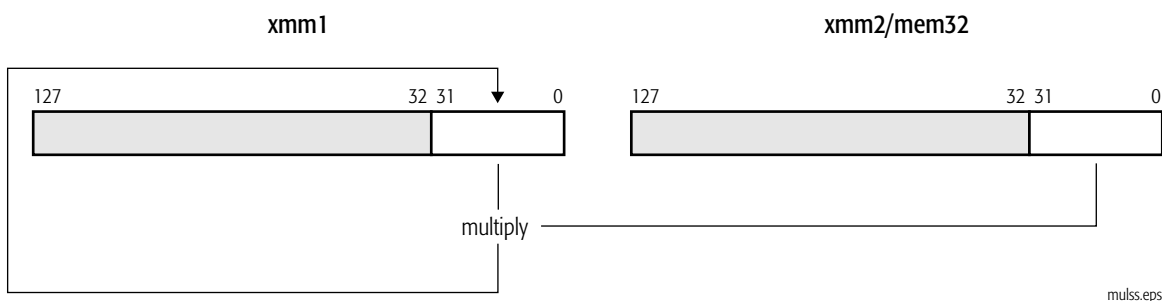 xmm1 xmm2/mem32
127 32 31 0 127 32 31 0
multiply
mulss.eps